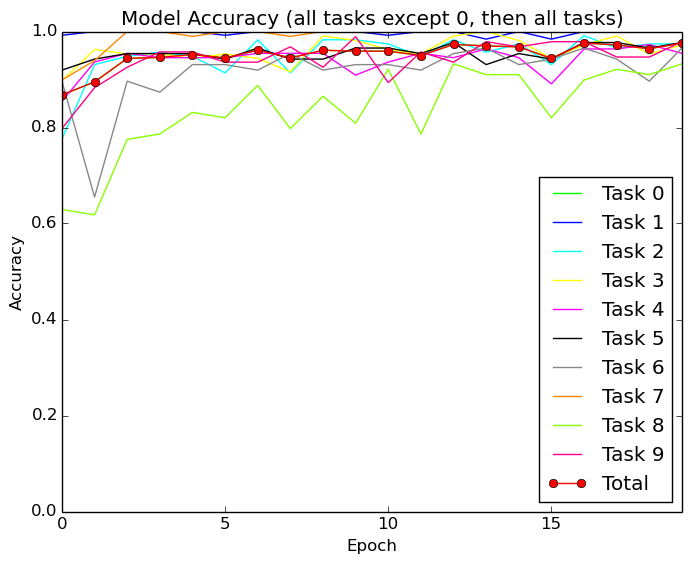 Model Accuracy (all tasks except 0, then all tasks)
1.0
0.8
0.6
0.4
0.2
0.0
Accuracy
0 5 10 15
Epoch
Task 0
Task 1
Task 2
Task 3
Task 4
Task 5
Task 6
Task 7
Task 8
Task 9
Total